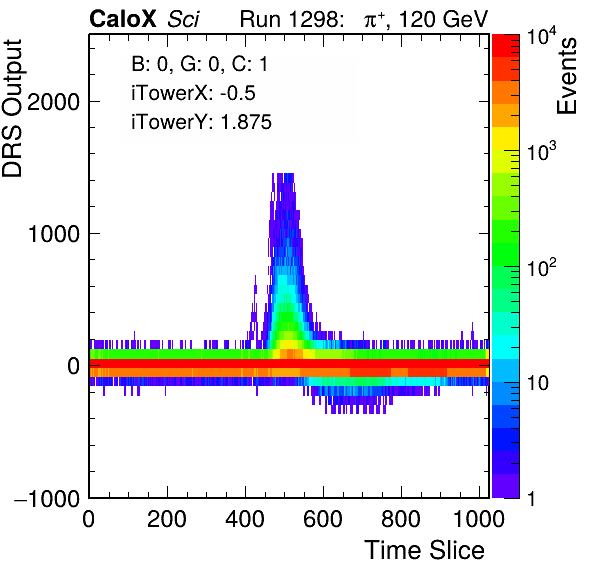 CaloX Sci Run 1298: π⁺, 120 GeV
DRS Output
Events
B: 0, G: 0, C: 1
iTowerX: -0.5
iTowerY: 1.875
2000
1000
0
−1000
0 200 400 600 800 1000
Time Slice
10⁴
10³
10²
10
1